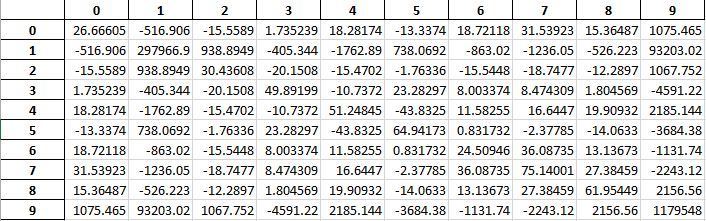 0 1 2 3 4 5 6 7 8 9
0 26.66605 -516.906 -15.5589 1.735239 18.28174 -13.3374 18.72118 31.53923 15.36487 1075.465
1 -516.906 297966.9 938.8949 -405.344 -1762.89 738.0692 -863.02 -1236.05 -526.223 93203.02
2 -15.5589 938.8949 30.43608 -20.1508 -15.4702 -1.76336 -15.5448 -18.7477 -12.2897 1067.752
3 1.735239 -405.344 -20.1508 49.89199 -10.7372 23.28297 8.003374 8.474309 1.804569 -4591.22
4 18.28174 -1762.89 -15.4702 -10.7372 51.24845 -43.8325 11.58255 16.6447 19.90932 2185.144
5 -13.3374 738.0692 -1.76336 23.28297 -43.8325 64.94173 0.831732 -2.37785 -14.0633 -3684.38
6 18.72118 -863.02 -15.5448 8.003374 11.58255 0.831732 24.50946 36.08735 13.13673 -1131.74
7 31.53923 -1236.05 -18.7477 8.474309 16.6447 -2.37785 36.08735 75.14001 27.38459 -2243.12
8 15.36487 -526.223 -12.2897 1.804569 19.90932 -14.0633 13.13673 27.38459 61.95449 2156.56
9 1075.465 93203.02 1067.752 -4591.22 2185.144 -3684.38 -1131.74 -2243.12 2156.56 1179548